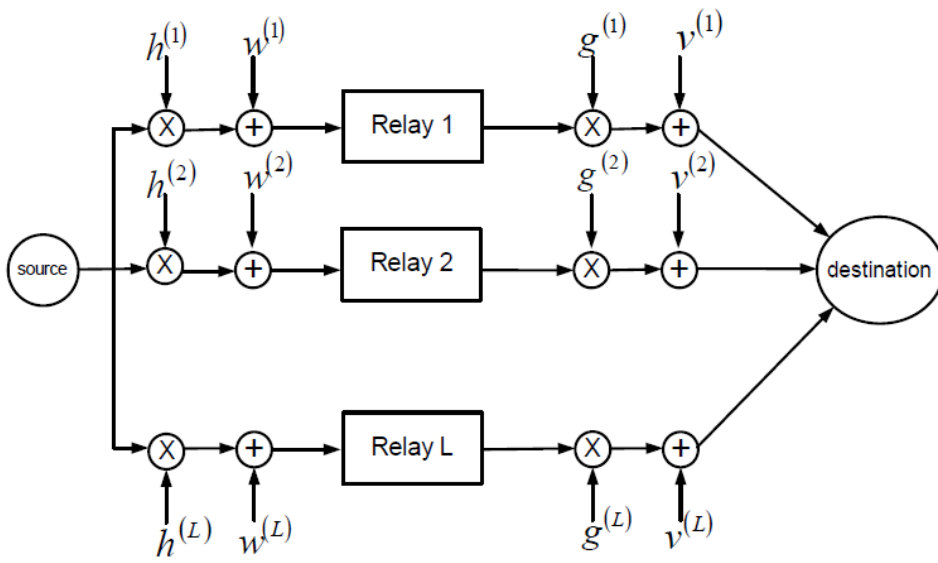 h^(1) w^(1) g^(1) v^(1)
X + Relay 1 X +
h^(2) w^(2) g^(2) v^(2)
source X + Relay 2 X + destination
X + Relay L X +
h^(L) w^(L) g^(L) v^(L)